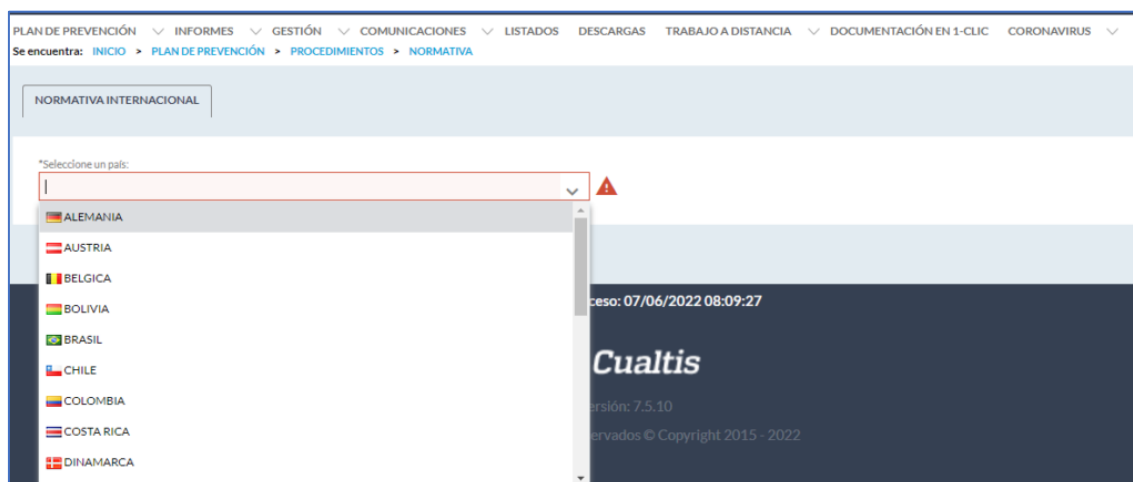 PLAN DE PREVENCIÓN INFORMES GESTIÓN COMUNICACIONES LISTADOS DESCARGAS TRABAJO A DISTANCIA DOCUMENTACIÓN EN 1-CLIC CORONAVIRUS
Se encuentra: INICIO > PLAN DE PREVENCIÓN > PROCEDIMIENTOS > NORMATIVA
NORMATIVA INTERNACIONAL
*Seleccione un país:
ALEMANIA
AUSTRIA
BELGICA
BOLIVIA
BRASIL
CHILE
COLOMBIA
COSTA RICA
DINAMARCA
ceso: 07/06/2022 08:09:27
Cualtis
ersión: 7.5.10
ervados © Copyright 2015 - 2022